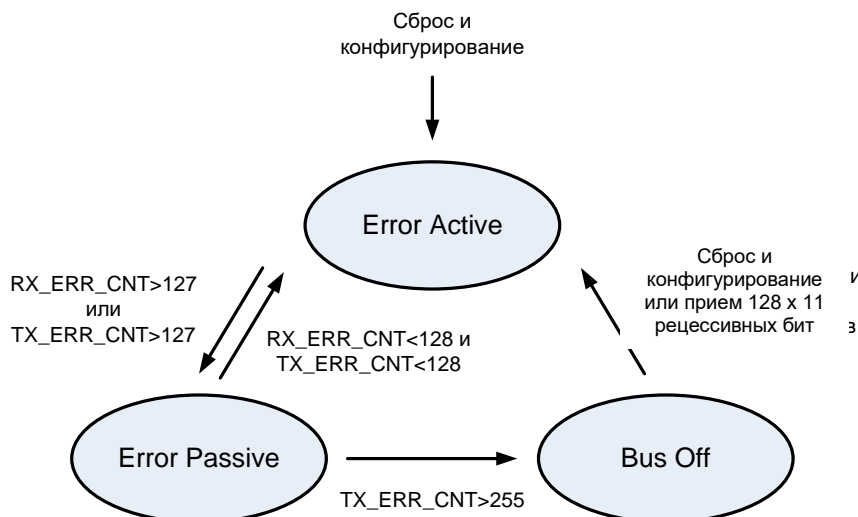 Сброс и
конфигурирование
Error Active
RX_ERR_CNT>127
или
TX_ERR_CNT>127
RX_ERR_CNT<128 и
TX_ERR_CNT<128
Сброс и
конфигурирование
или прием 128 x 11
рецессивных бит
и
в
Error Passive
Bus Off
TX_ERR_CNT>255